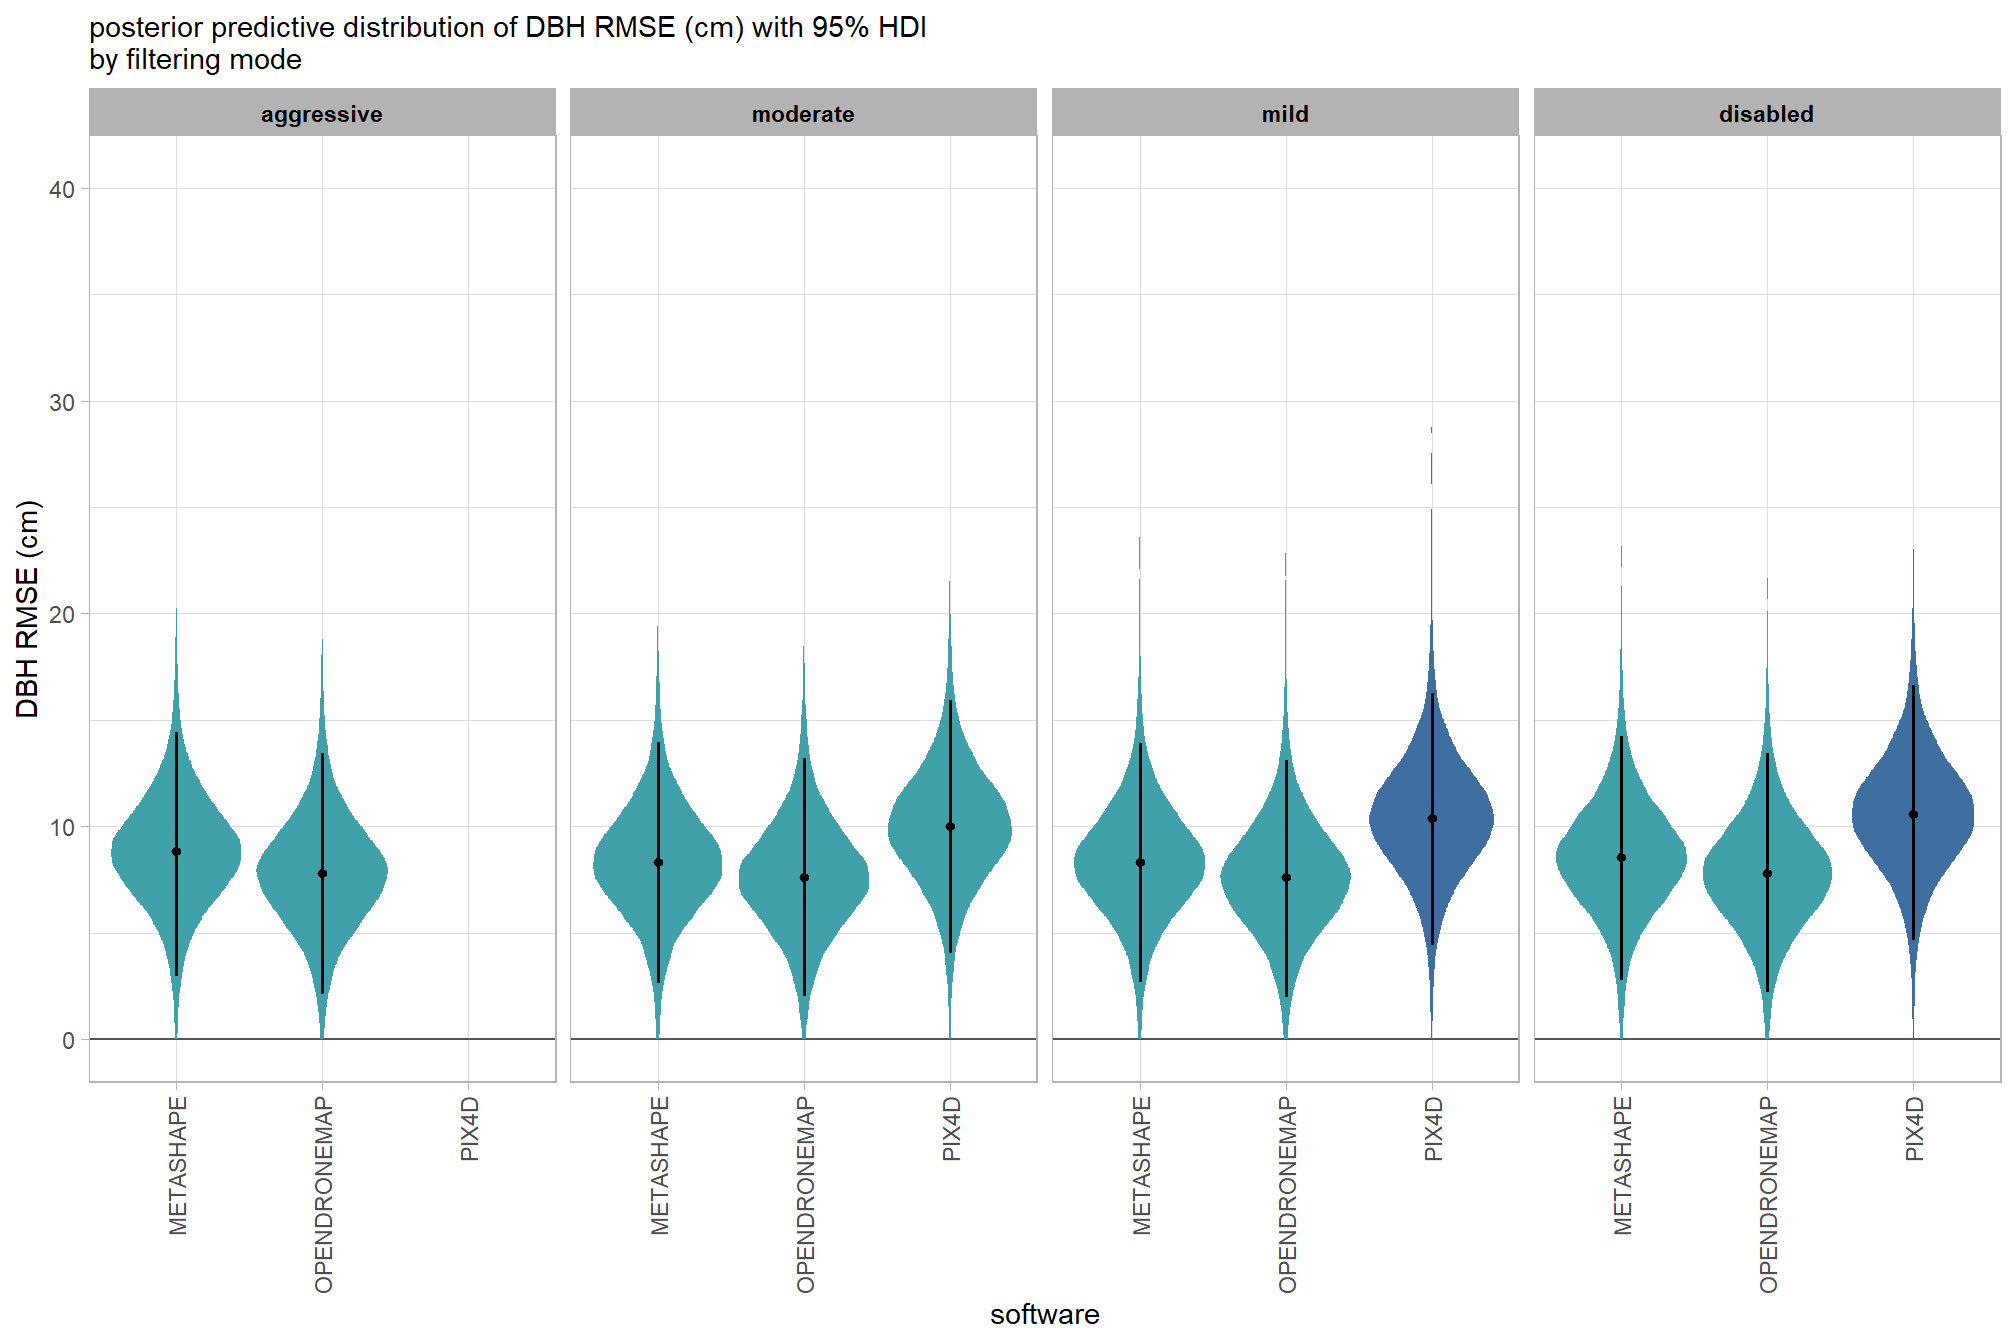 posterior predictive distribution of DBH RMSE (cm) with 95% HDI
by filtering mode
aggressive
moderate
mild
disabled
DBH RMSE (cm)
40
30
20
10
0
METASHAPE
OPENDRONEMAP
PIX4D
METASHAPE
OPENDRONEMAP
PIX4D
METASHAPE
OPENDRONEMAP
PIX4D
METASHAPE
OPENDRONEMAP
PIX4D
software